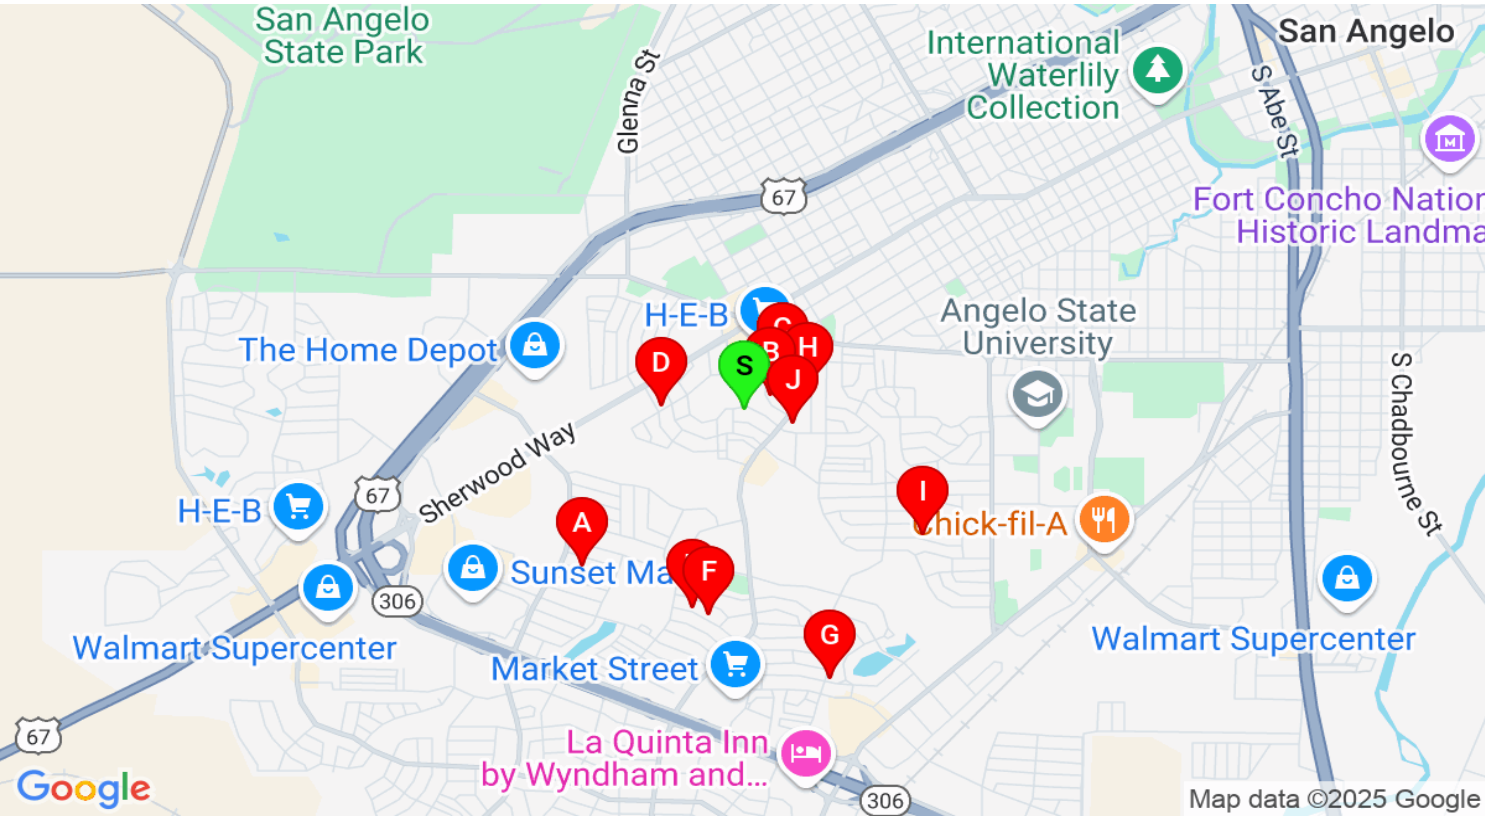 San Angelo
State Park
Glenna St
International
Waterlily
Collection
San Angelo
S Abe St
67
Fort Concho Nation
Historic Landma
H-E-B
Angelo State
University
The Home Depot
C
B
H
D
S
J
S Chadbourne St
Sherwood Way
67
H-E-B
A
I
Chick-fil-A
Sunset Ma
F
306
Walmart Supercenter
G
Walmart Supercenter
Market Street
67
La Quinta Inn
by Wyndham and...
306
Google
Map data ©2025 Google